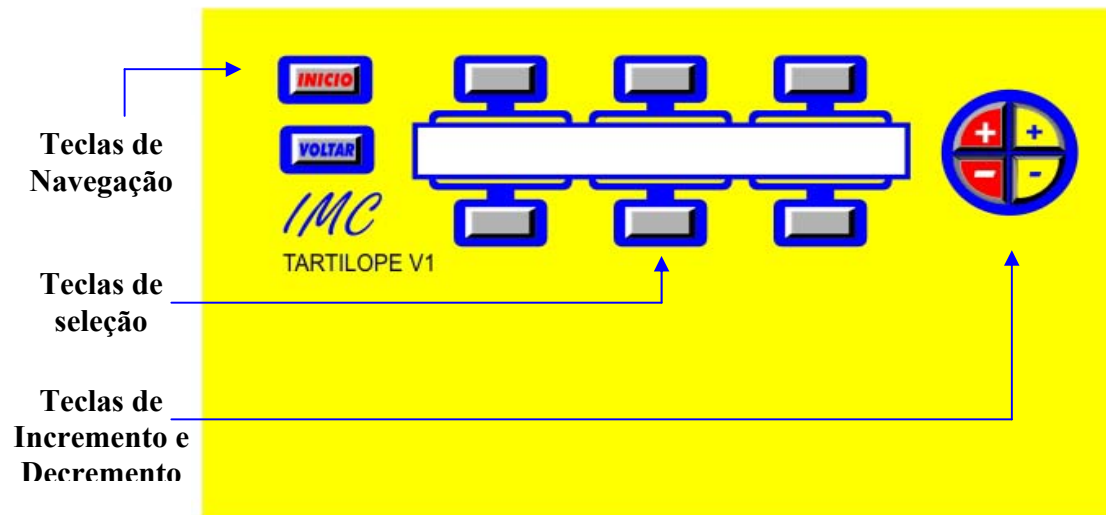 INICIO
VOLTAR
IMC
TARTILOPE V1
+ +
- -
Teclas de
Navegação
Teclas de
seleção
Teclas de
Incremento e
Decremento